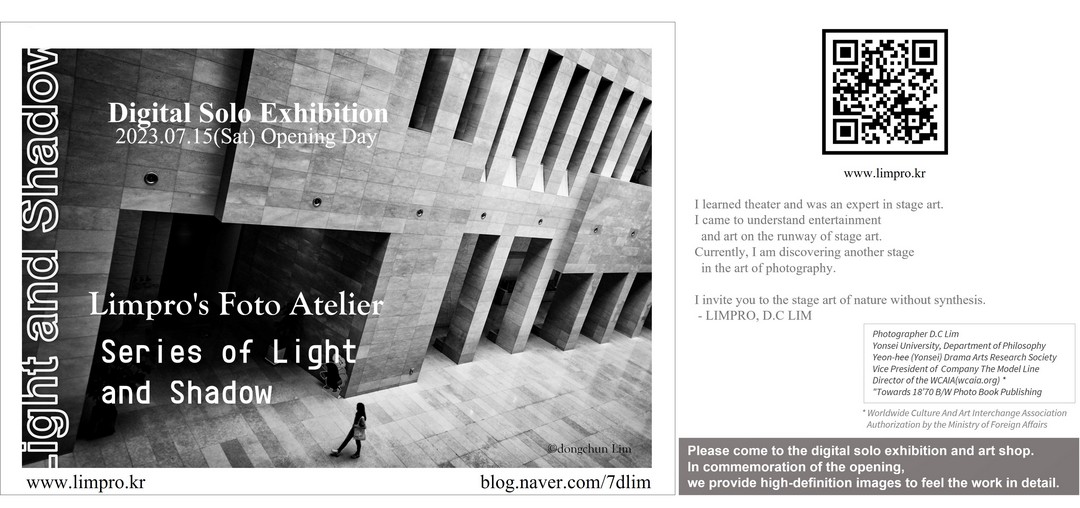 Light and Shadow
Digital Solo Exhibition
2023.07.15(Sat) Opening Day
Limpro's Foto Atelier
Series of Light
and Shadow
©dongchun Lim
www.limpro.kr
blog.naver.com/7dlim
www.limpro.kr
I learned theater and was an expert in stage art.
I came to understand entertainment
and art on the runway of stage art.
Currently, I am discovering another stage
in the art of photography.
I invite you to the stage art of nature without synthesis.
- LIMPRO, D.C LIM
Photographer D.C Lim
Yonsei University, Department of Philosophy
Yeon-hee (Yonsei) Drama Arts Research Society
Vice President of Company The Model Line
Director of the WCAIA(wcaia.org) *
"Towards 18'70 B/W Photo Book Publishing
* Worldwide Culture And Art Interchange Association
Authorization by the Ministry of Foreign Affairs
Please come to the digital solo exhibition and art shop.
In commemoration of the opening,
we provide high-definition images to feel the work in detail.